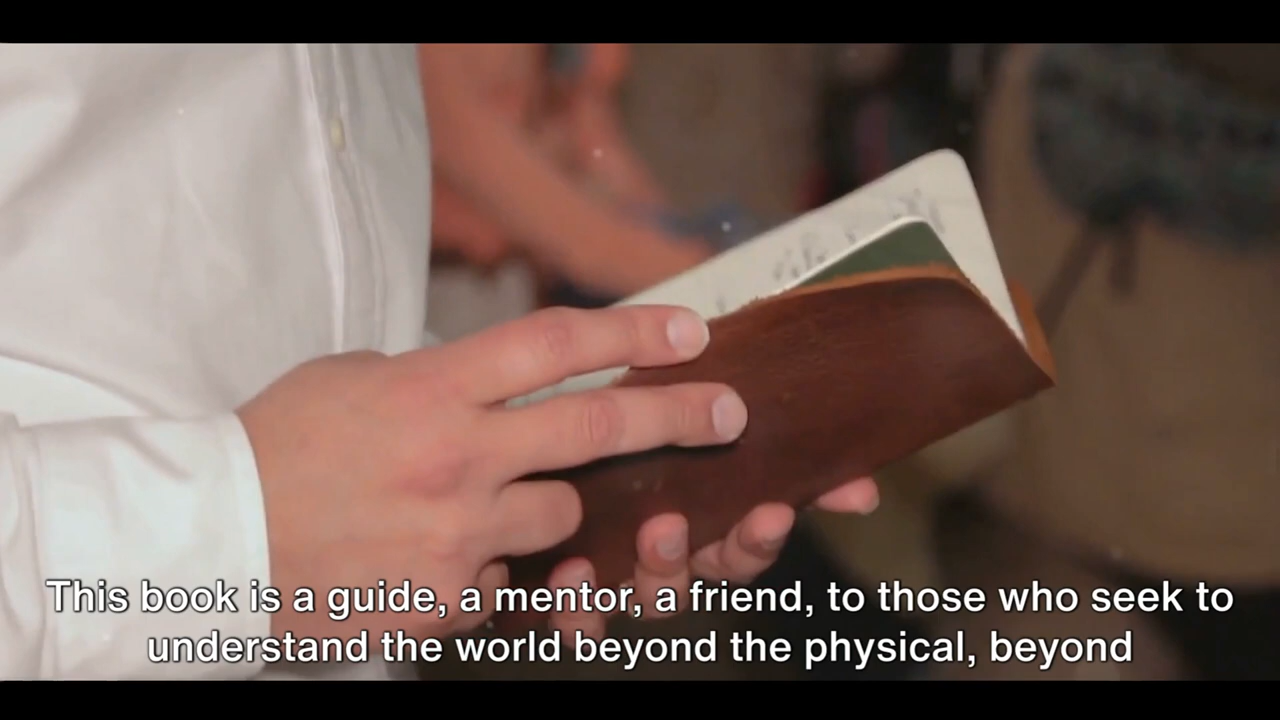 This book is a guide, a mentor, a friend, to those who seek to
understand the world beyond the physical, beyond